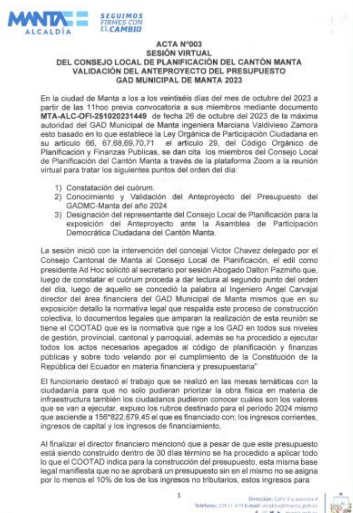 MANTA
ALCALDÍA
SEGUIMOS
FIRMES CON
ELCAMBIO
ACTA N°003
SESIÓN VIRTUAL
DEL CONSEJO LOCAL DE PLANIFICACIÓN DEL CANTÓN MANTA
VALIDACIÓN DEL ANTEPROYECTO DEL PRESUPUESTO
GAD MUNICIPAL DE MANTA 2023
En la ciudad de Manta a los a los veintiséis días del mes de octubre del 2023 a
partir de las 11hoo previa convocatoria a sus miembros mediante documento
MTA-ALC-OFI-251020231449 de fecha 26 de octubre del 2023 de la máxima
autoridad del GAD Municipal de Manta ingeniera Marciana Valdivieso Zamora
esto basado en lo que establece la Ley Orgánica de Participación Ciudadana en
su articulo 66, 67,68,69,70,71 el artículo 29, del Código Orgánico de
Planificación y Finanzas Publicas, se dan cita los miembros del Consejo Local
de Planificación del Cantón Manta a través de la plataforma Zoom a la reunión
virtual para tratar los siguientes puntos del orden del día:
1) Constatación del cuórum.
2) Conocimiento y Validación del Anteproyecto del Presupuesto del
GADMC-Manta del año 2024
3) Designación del representante del Consejo Local de Planificación para la
exposición del Anteproyecto ante la Asamblea de Participación
Democrática Ciudadana del Cantón Manta.
La sesión inició con la intervención del concejal Victor Chavez delegado por el
Consejo Cantonal de Manta al Consejo Local de Planificación, el edil como
presidente Ad Hoc solicitó al secretario por sesión Abogado Dalton Pazmiño, que
luego de constatar el cuórum proceda a dar lectura al segundo punto del orden
del día, luego de aquello se concedió la palabra al Ingeniero Angel Carvajal
director del área financiera del GAD Municipal de Manta mismos que en su
exposición detallo la normativa legal que respalda este proceso de construcción
colectiva, lo documentos legales que amparan la realización de esta reunión se
tiene el COOTAD que es la normativa que rige a los GAD en todos sus niveles
de gestión, provincial, cantonal y parroquial, además se ha procedido a ejecutar
todos los actos necesarios apegados al código de planificación y finanzas
públicas y sobre todo velando por el cumplimiento de la Constitución de la
República del Ecuador en materia financiera y presupuestaria"
El funcionario destacó el trabajo que se realizó en las mesas temáticas con la
ciudadanía para que no solo pudieran priorizar la obra física en materia de
infraestructura también los ciudadanos pudieron conocer cuáles son los valores
que se van a ejecutar, expuso los rubros destinado para el periodo 2024 mismo
que asciende a 156"822,679,45 el que es financiado con; los ingresos corrientes,
ingresos de capital y los ingresos de financiamiento.
Al finalizar el director financiero mencionó que a pesar de que este presupuesto
está siendo construido dentro de 30 días término se ha procedido a aplicar todo
lo que el COOTAD indica para la construcción del presupuesto, esta misma base
legal manifiesta que no se aprobará un presupuesto sin en el mismo no se asigna
por lo menos el 10% de los de los ingresos no tributarios, estos ingresos para
1
Dirección: Calle 9 y avenida 4